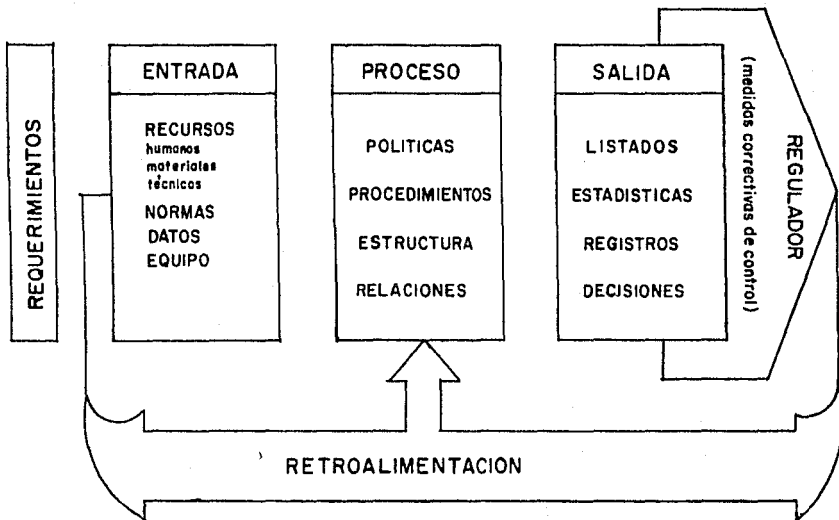 REQUERIMIENTOS
ENTRADA
RECURSOS
humanos
materiales
técnicos
NORMAS
DATOS
EQUIPO
PROCESO
POLITICAS
PROCEDIMIENTOS
ESTRUCTURA
RELACIONES
SALIDA
LISTADOS
ESTADISTICAS
REGISTROS
DECISIONES
REGULADOR
(medidas correctivas de control)
RETROALIMENTACION